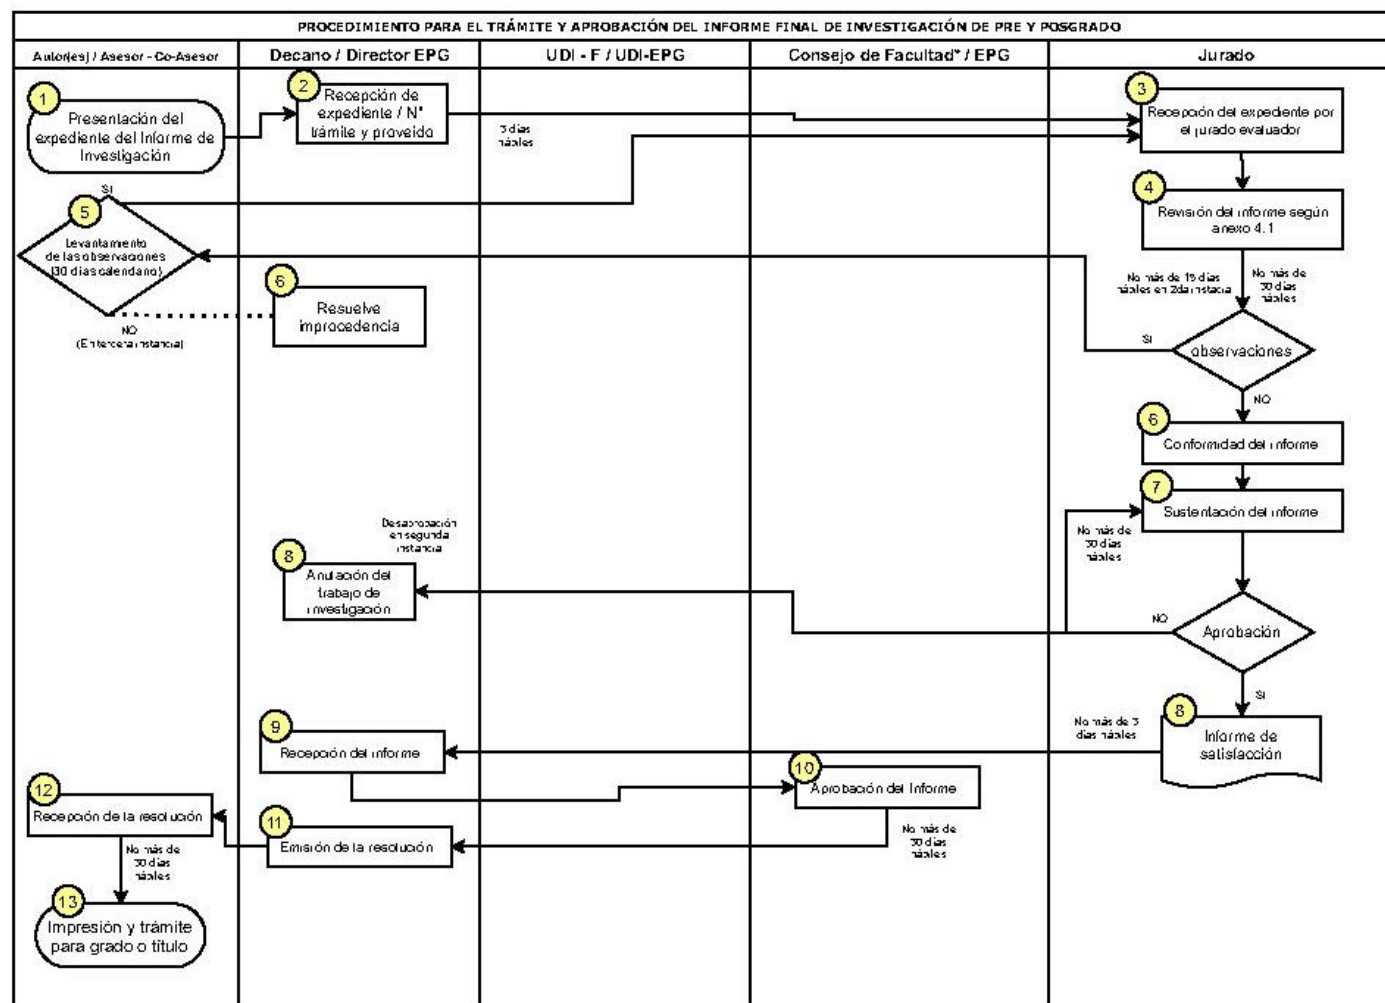 PROCEDIMIENTO PARA EL TRÁMITE Y APROBACIÓN DEL INFORME FINAL DE INVESTIGACIÓN DE PRE Y POSGRADO
Autor(es) / Asesor - Co-Asesor
Decano / Director EPG
UDI - F / UDI-EPG
Consejo de Facultad* / EPG
Jurado
1
Presentación del
expediente del Informe de
Investigación
2
Recepción de
expediente / N°
trámite y proveído
3 días
hábiles
3
Recepción del expediente por
el jurado evaluador
4
Revisión del informe según
anexo 4.1
SI
5
Levantamiento
de las observaciones
(30 días calendario)
NO
(En tercera instancia)
6
Resuelve
improcedencia
No más de 15 días
hábiles en 2da instacia
No más de
30 días
hábiles
SI
observaciones
NO
6
Conformidad del informe
7
Sustentación del informe
No más de
30 días
hábiles
Desaprobación
en segunda
instancia
8
Anulación del
trabajo de
investigación
NO
Aprobación
SI
8
Informe de
satisfacción
No más de 3
días hábiles
9
Recepción del informe
10
Aprobación del Informe
No más de
30 días
hábiles
11
Emisión de la resolución
12
Recepción de la resolución
No más de
30 días
hábiles
13
Impresión y trámite
para grado o título